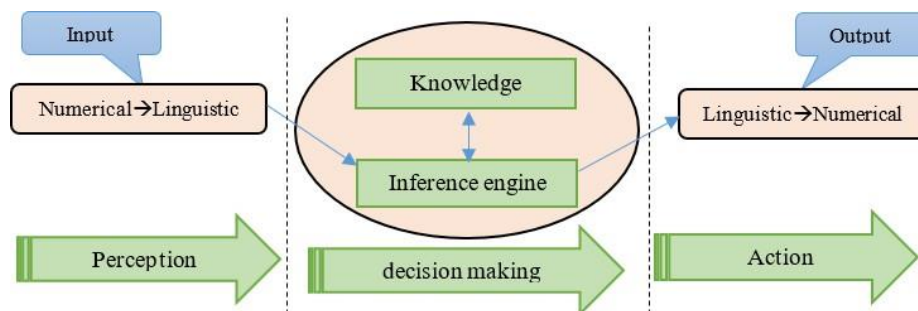 Input
Output
Knowledge
Numerical→Linguistic
Linguistic→Numerical
Inference engine
Perception
decision making
Action